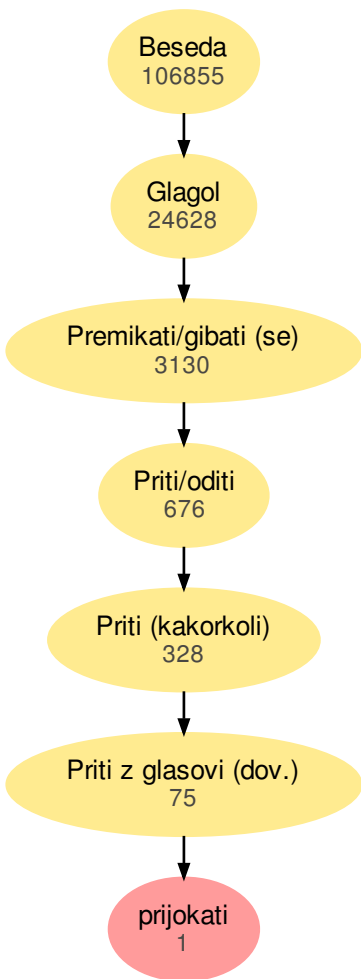 Beseda
106855
Glagol
24628
Premikati/gibati (se)
3130
Priti/oditi
676
Priti (kakorkoli)
328
Priti z glasovi (dov.)
75
prijokati
1